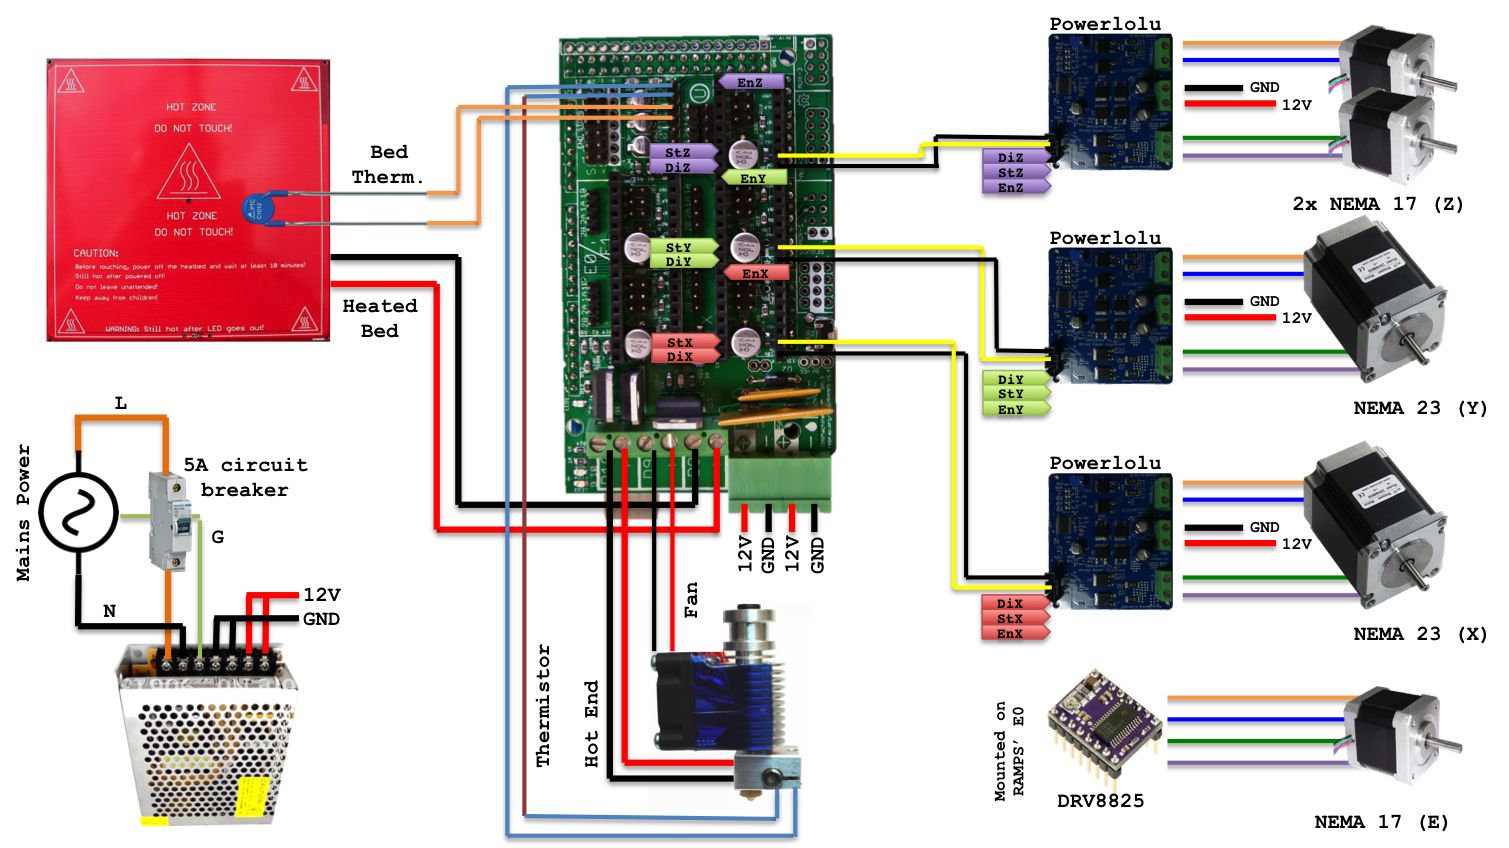 HOT ZONE
DO NOT TOUCH!
HOT ZONE
DO NOT TOUCH!
PTC
C1012
CAUTION:
Before touching, power off the heatbed and wait at least 10 minutes!
Still hot after powered off!
Do not leave unattended!
Keep away from children!
WARNING: Still hot after LED goes out!
Bed
Therm.
Heated
Bed
L
Mains Power
5A circuit
breaker
G
N
12V
GND
EnZ
StZ
DiZ
EnY
StY
DiY
EnX
StX
DiX
12V
GND
12V
GND
Fan
Thermistor
Hot End
Powerlolu
GND
12V
DiZ
StZ
EnZ
2x NEMA 17 (Z)
Powerlolu
GND
12V
DiY
StY
EnY
NEMA 23 (Y)
Powerlolu
GND
12V
DiX
StX
EnX
NEMA 23 (X)
Mounted on
RAMPS' E0
DRV8825
NEMA 17 (E)